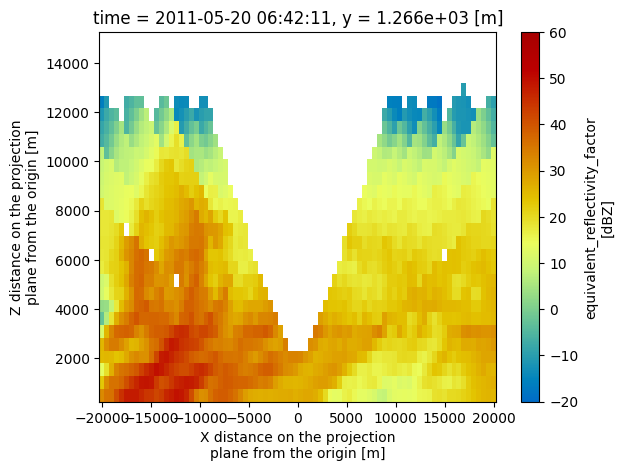 time = 2011-05-20 06:42:11, y = 1.266e+03 [m]
14000
12000
10000
8000
6000
4000
2000
Z distance on the projection
plane from the origin [m]
−20000 −15000 −10000 −5000 0 5000 10000 15000 20000
X distance on the projection
plane from the origin [m]
60
50
40
30
20
10
0
−10
−20
equivalent_reflectivity_factor
[dBZ]